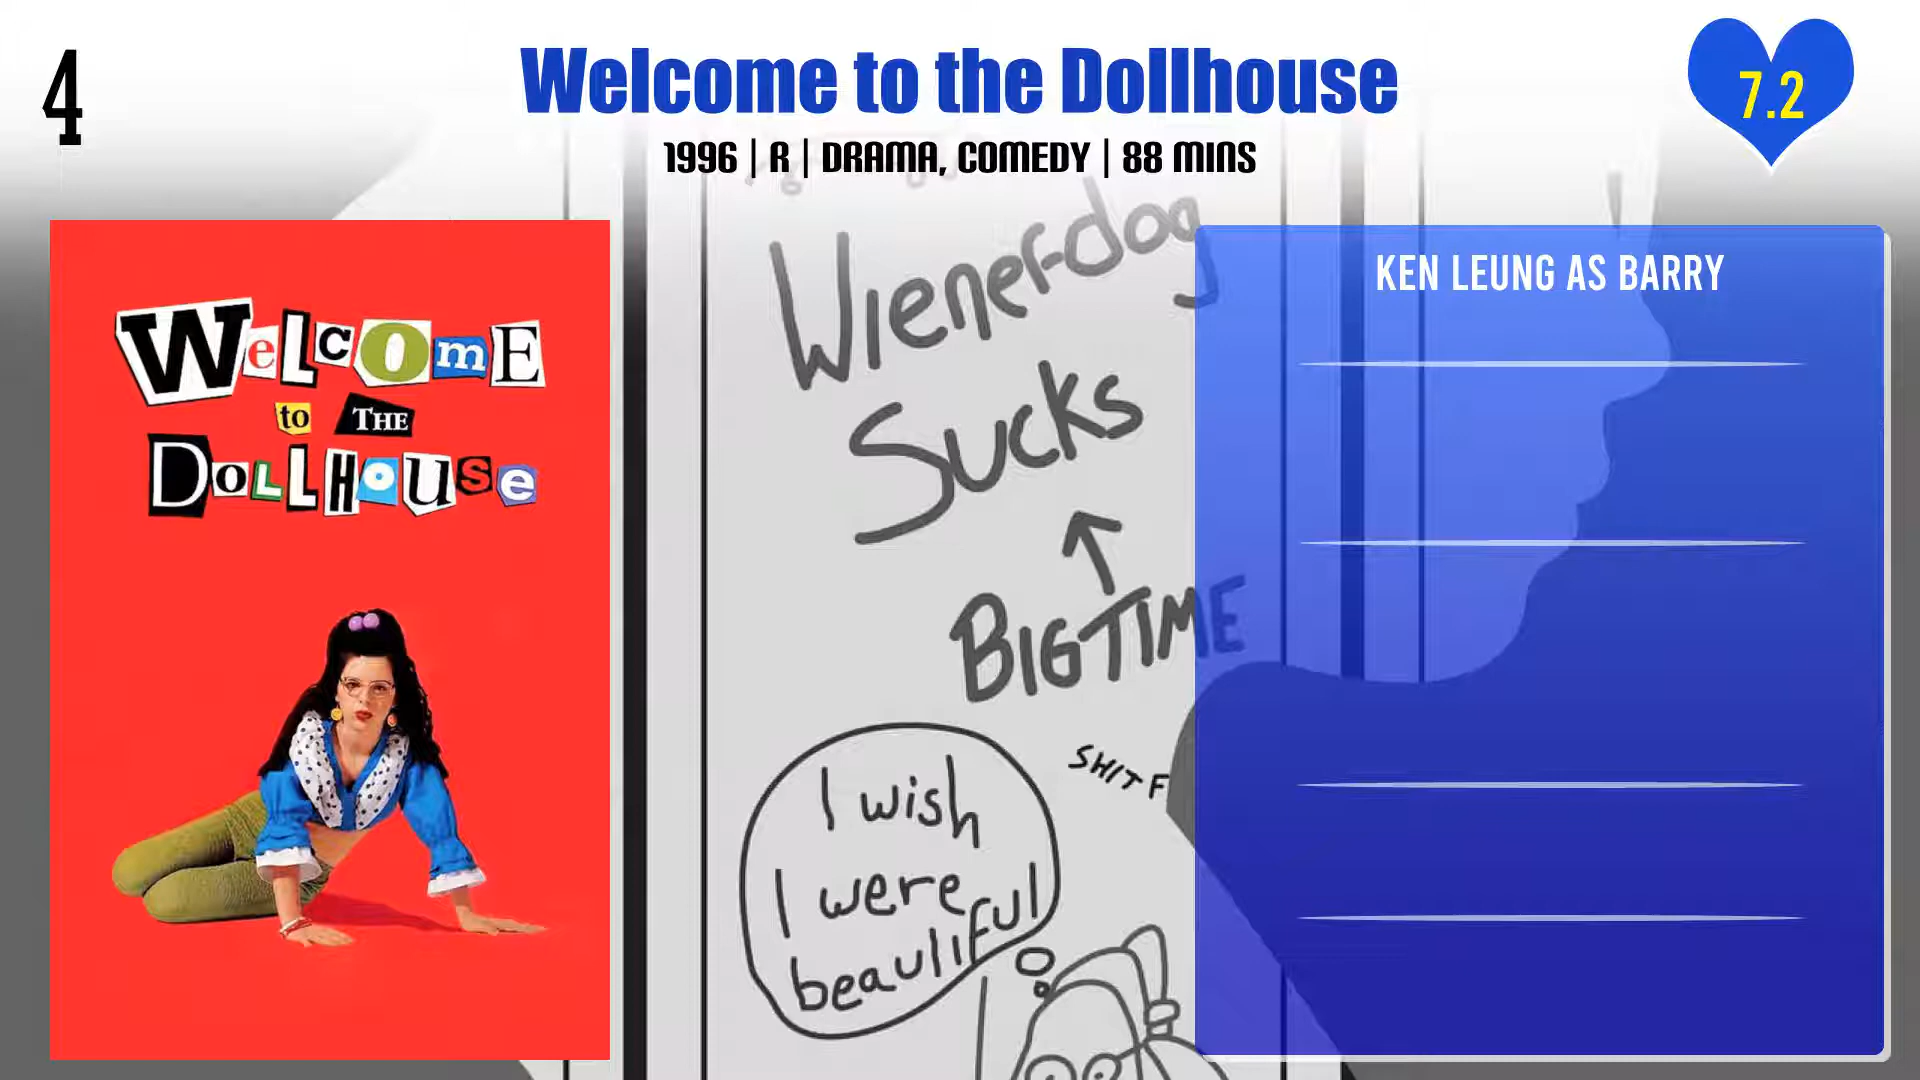 4
Welcome to the Dollhouse
7.2
1996 | R | DRAMA, COMEDY | 88 MINS
WELCOME
to THE
DOLLHOUSE
Wiener-dog
Sucks
BIGTIME
SHIT F
I wish
I were
beautiful
KEN LEUNG AS BARRY